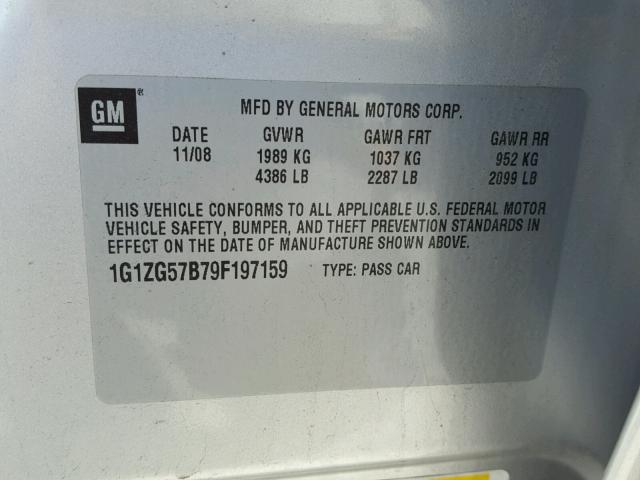 GM®
MFD BY GENERAL MOTORS CORP.
DATE GVWR GAWR FRT GAWR RR
11/08 1989 KG 1037 KG 952 KG
4386 LB 2287 LB 2099 LB
THIS VEHICLE CONFORMS TO ALL APPLICABLE U.S. FEDERAL MOTOR
VEHICLE SAFETY, BUMPER, AND THEFT PREVENTION STANDARDS IN
EFFECT ON THE DATE OF MANUFACTURE SHOWN ABOVE.
1G1ZG57B79F197159 TYPE: PASS CAR